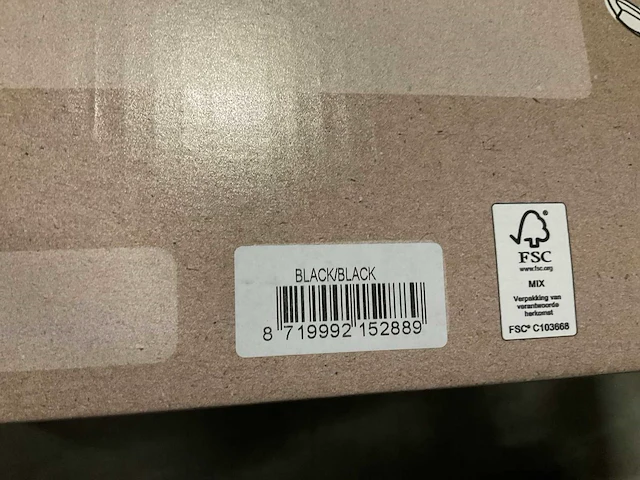 BLACK/BLACK
8 719992 152889
FSC
www.fsc.org
MIX
Verpakking van
verantwoorde
herkomst
FSC® C103668